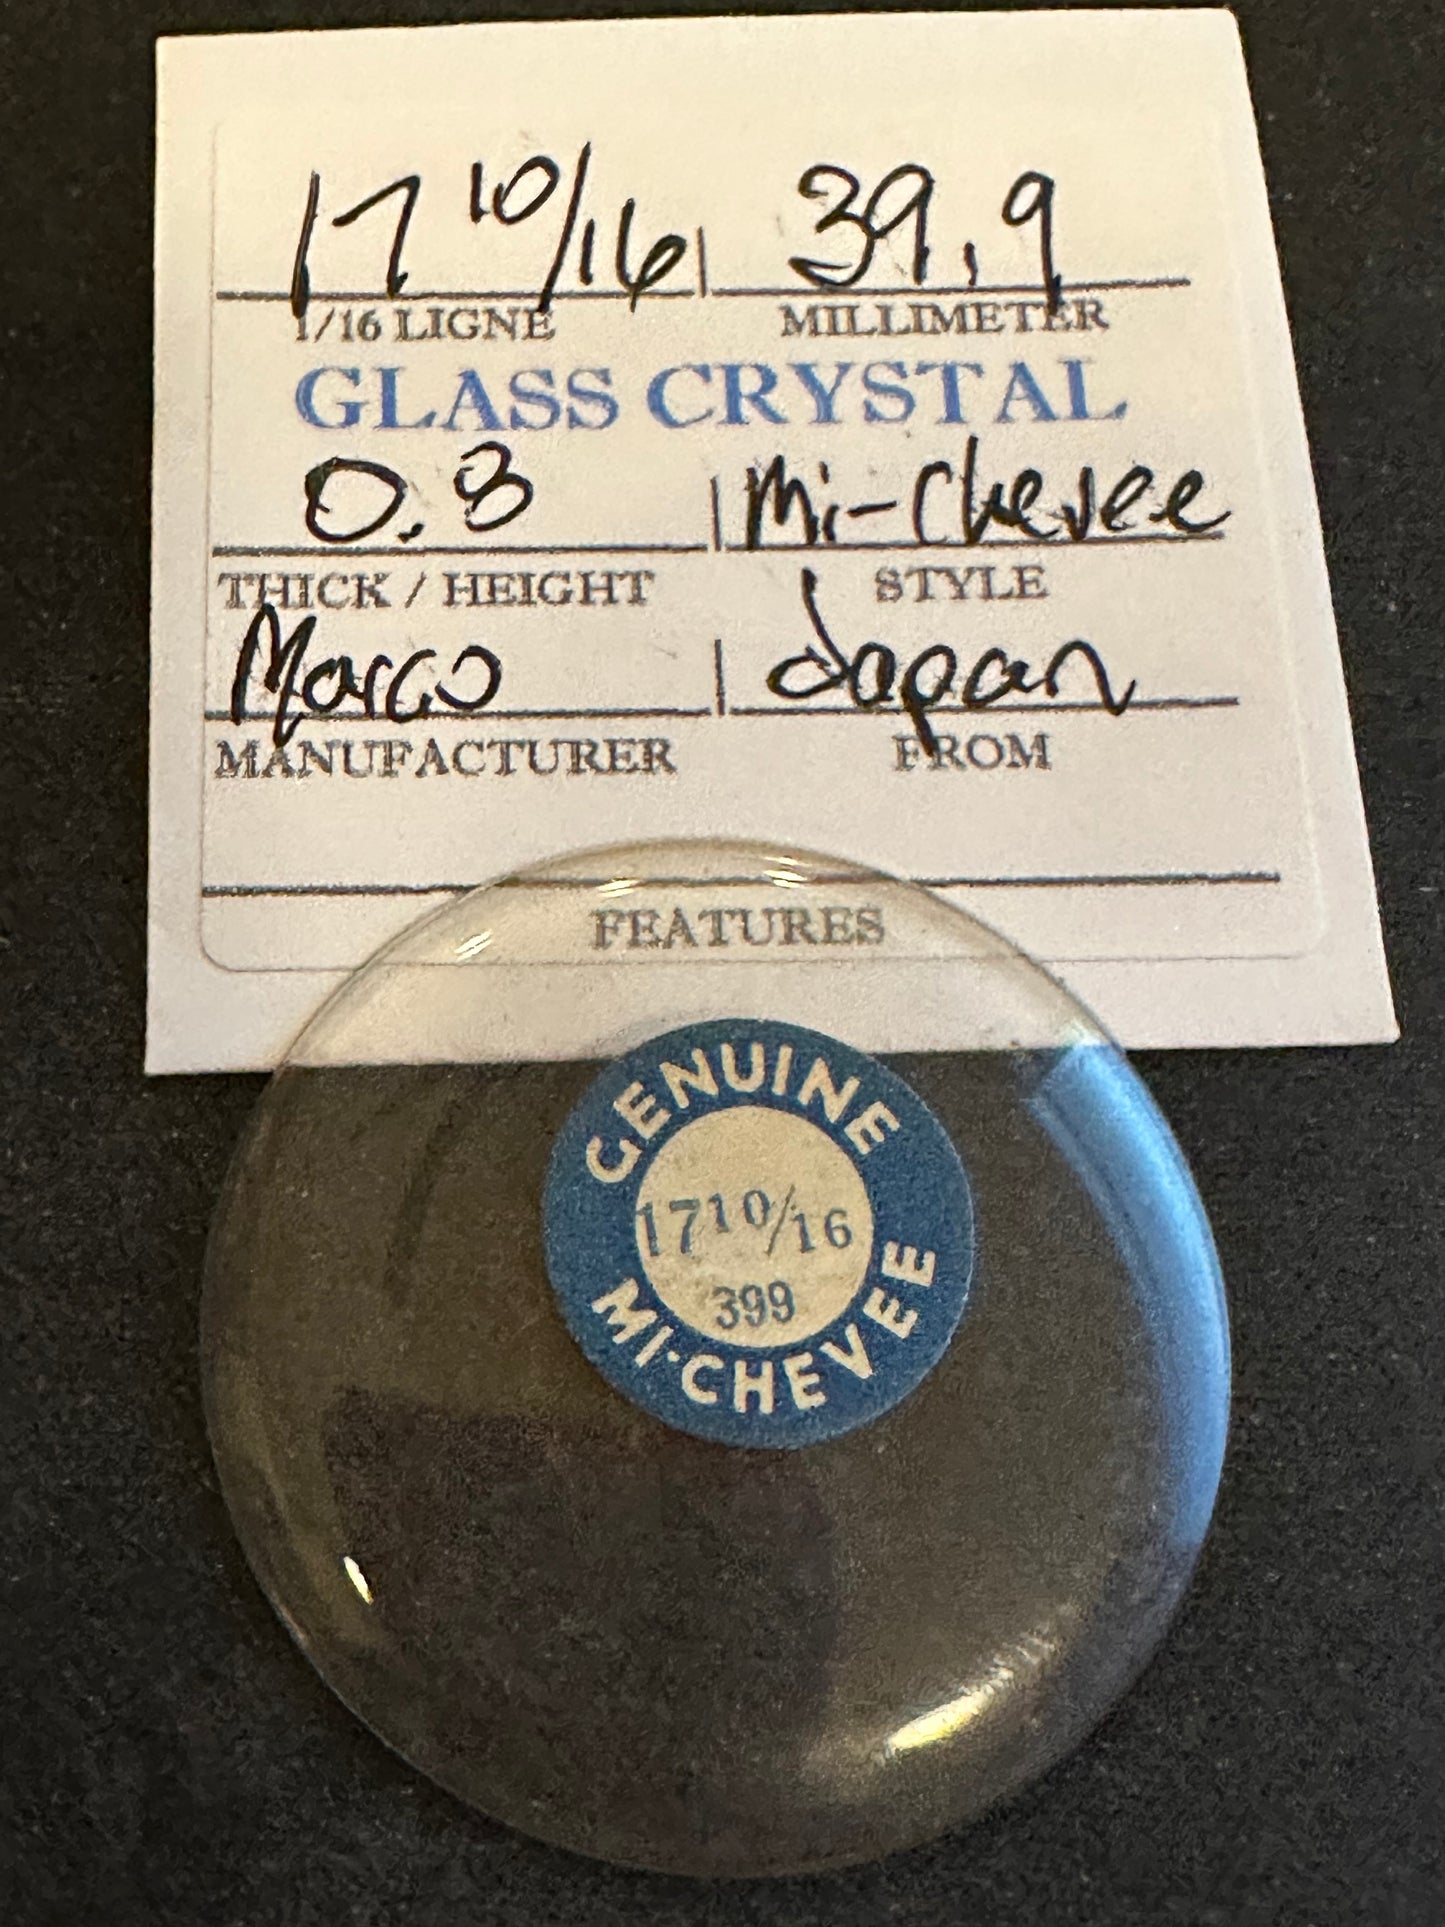 17 10/16 39.9
1/16 LIGNE MILLIMETER
GLASS CRYSTAL
0.8 Mi-Chevee
THICK / HEIGHT STYLE
Marco Japan
MANUFACTURER FROM
FEATURES
GENUINE
17 10/16
399
MI-CHEVEE